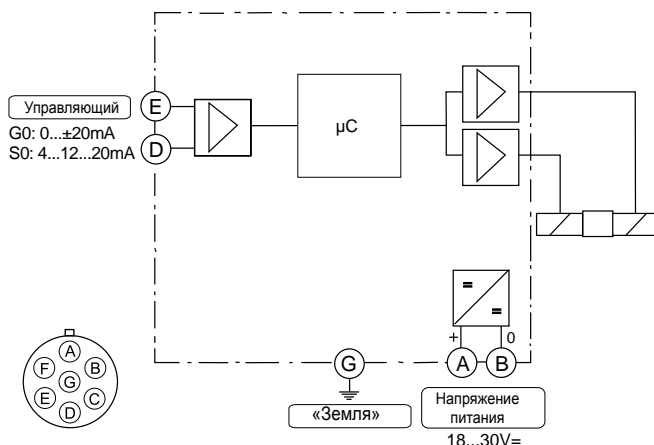 Управляющий
G0: 0...±20mA
S0: 4...12...20mA
E
D
µC
=
=
+
0
A
B
G
«Земля»
Напряжение
питания
18...30V=
A
F
B
G
E
C
D